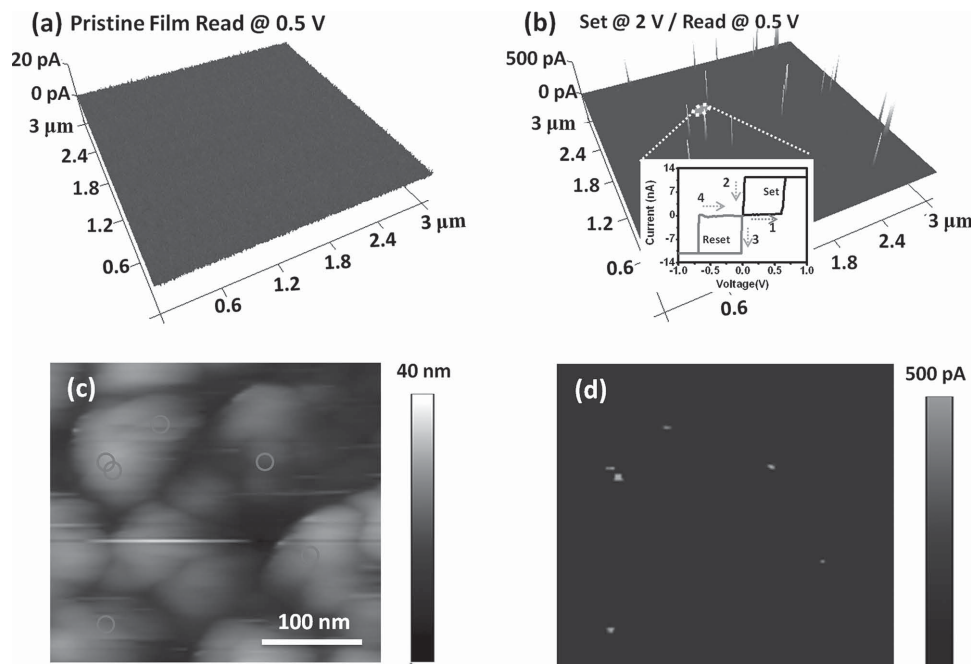 (a) Pristine Film Read @ 0.5 V
20 pA
0 pA
3 µm
2.4
1.8
1.2
0.6
0.6
1.2
1.8
2.4
3 µm
(b) Set @ 2 V / Read @ 0.5 V
500 pA
0 pA
3 µm
2.4
1.8
1.2
0.6
0.6
1.8
2.4
3 µm
14
7
0
-7
-14
Current (nA)
-1.0 -0.5 0.0 0.5 1.0
Voltage(V)
2
Set
4
1
Reset
3
(c)
40 nm
100 nm
(d)
500 pA